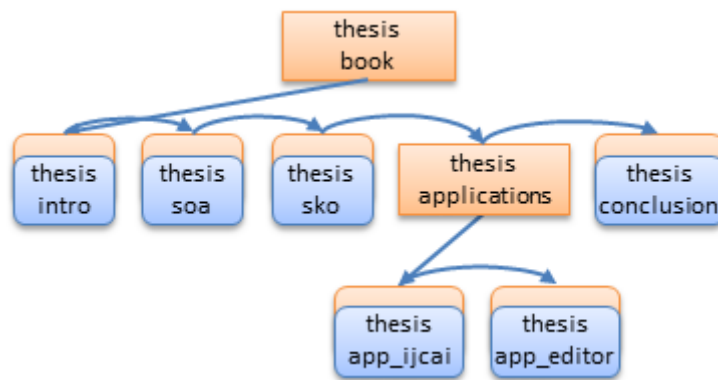 thesis
book
thesis
intro
thesis
soa
thesis
sko
thesis
applications
thesis
conclusion
thesis
app_ijcai
thesis
app_editor